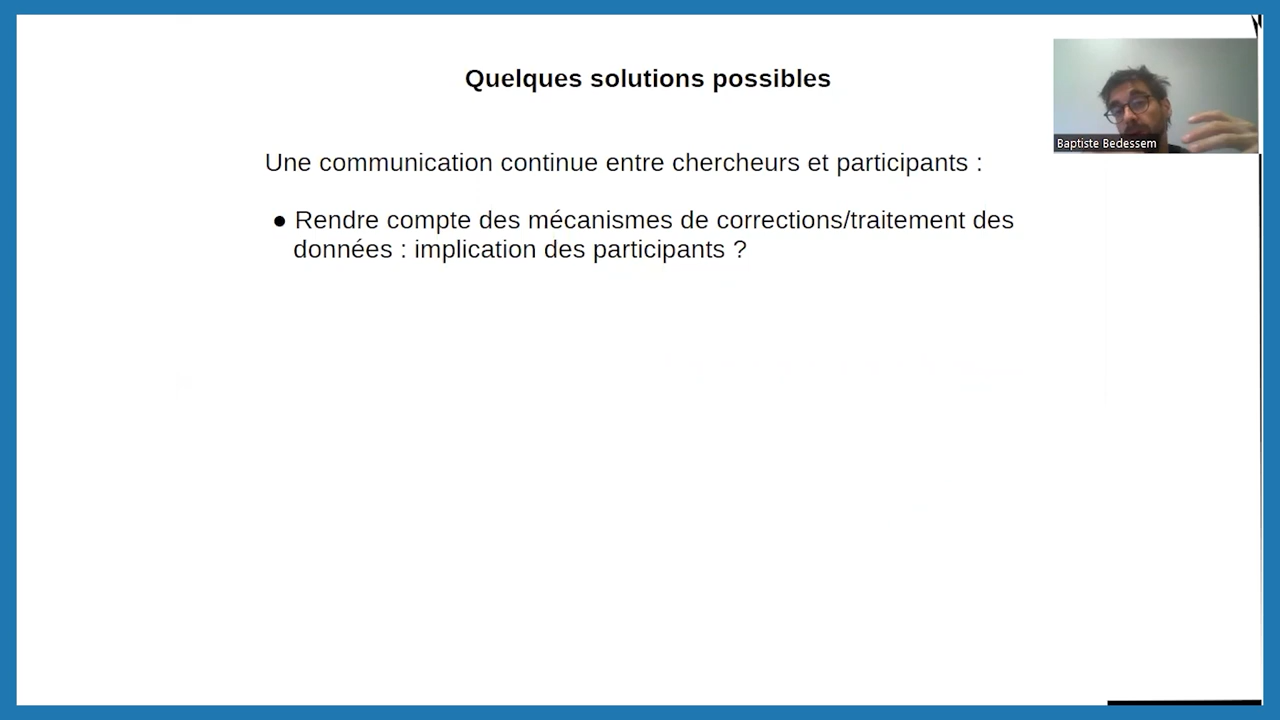 Quelques solutions possibles
Une communication continue entre chercheurs et participants :
● Rendre compte des mécanismes de corrections/traitement des
données : implication des participants ?
Baptiste Bedessem